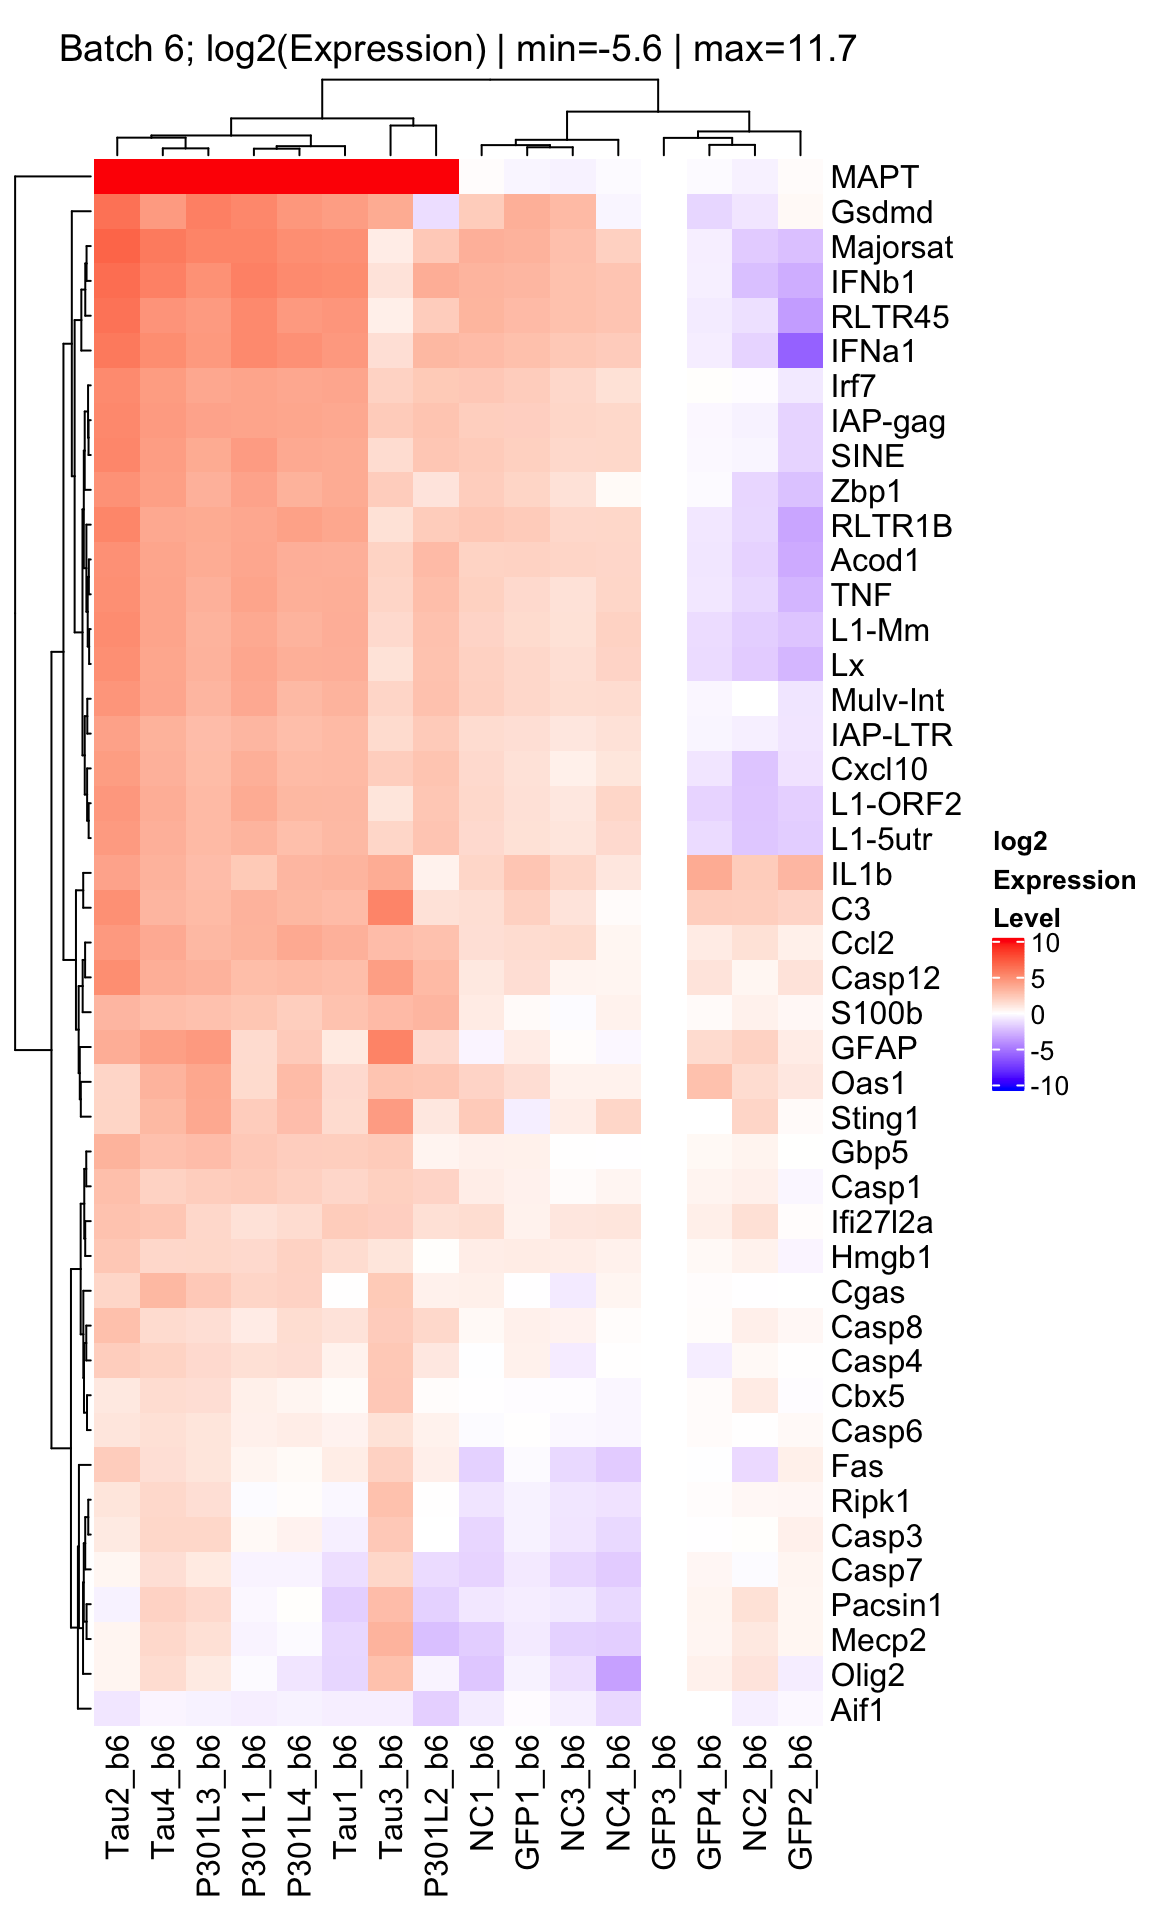 Batch 6; log2(Expression) | min=-5.6 | max=11.7
MAPT
Gsdmd
Majorsat
IFNb1
RLTR45
IFNa1
Irf7
IAP-gag
SINE
Zbp1
RLTR1B
Acod1
TNF
L1-Mm
Lx
Mulv-Int
IAP-LTR
Cxcl10
L1-ORF2
L1-5utr
IL1b
C3
Ccl2
Casp12
S100b
GFAP
Oas1
Sting1
Gbp5
Casp1
Ifi27l2a
Hmgb1
Cgas
Casp8
Casp4
Cbx5
Casp6
Fas
Ripk1
Casp3
Casp7
Pacsin1
Mecp2
Olig2
Aif1
log2
Expression
Level
10
5
0
-5
-10
Tau2_b6
Tau4_b6
P301L3_b6
P301L1_b6
P301L4_b6
Tau1_b6
Tau3_b6
P301L2_b6
NC1_b6
GFP1_b6
NC3_b6
NC4_b6
GFP3_b6
GFP4_b6
NC2_b6
GFP2_b6